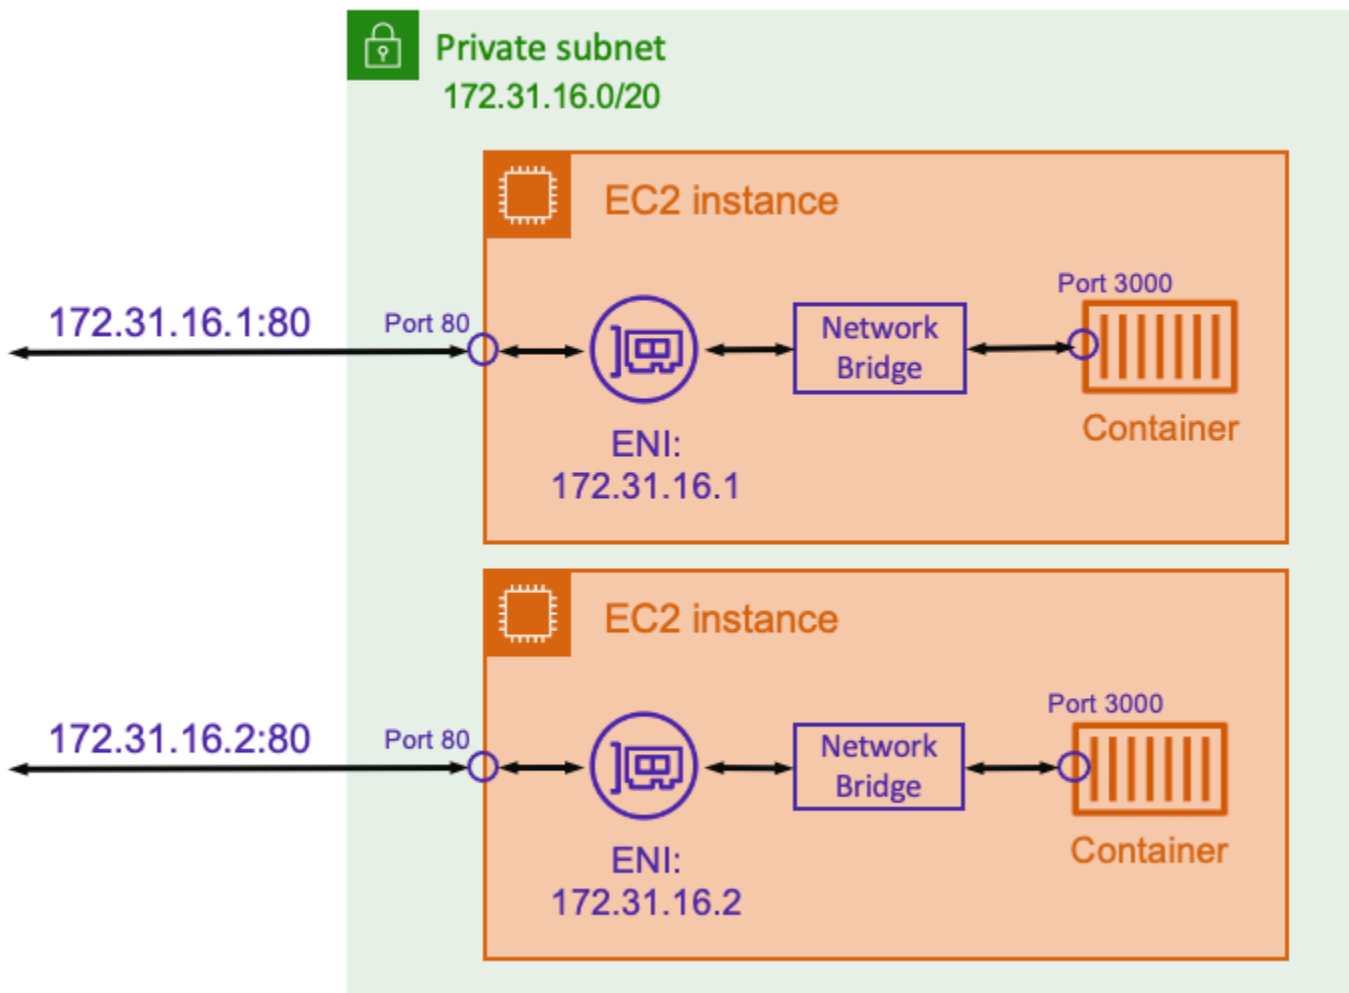 Private subnet
172.31.16.0/20
EC2 instance
Port 3000
172.31.16.1:80
Port 80
Network
Bridge
Container
ENI:
172.31.16.1
EC2 instance
Port 3000
172.31.16.2:80
Port 80
Network
Bridge
Container
ENI:
172.31.16.2